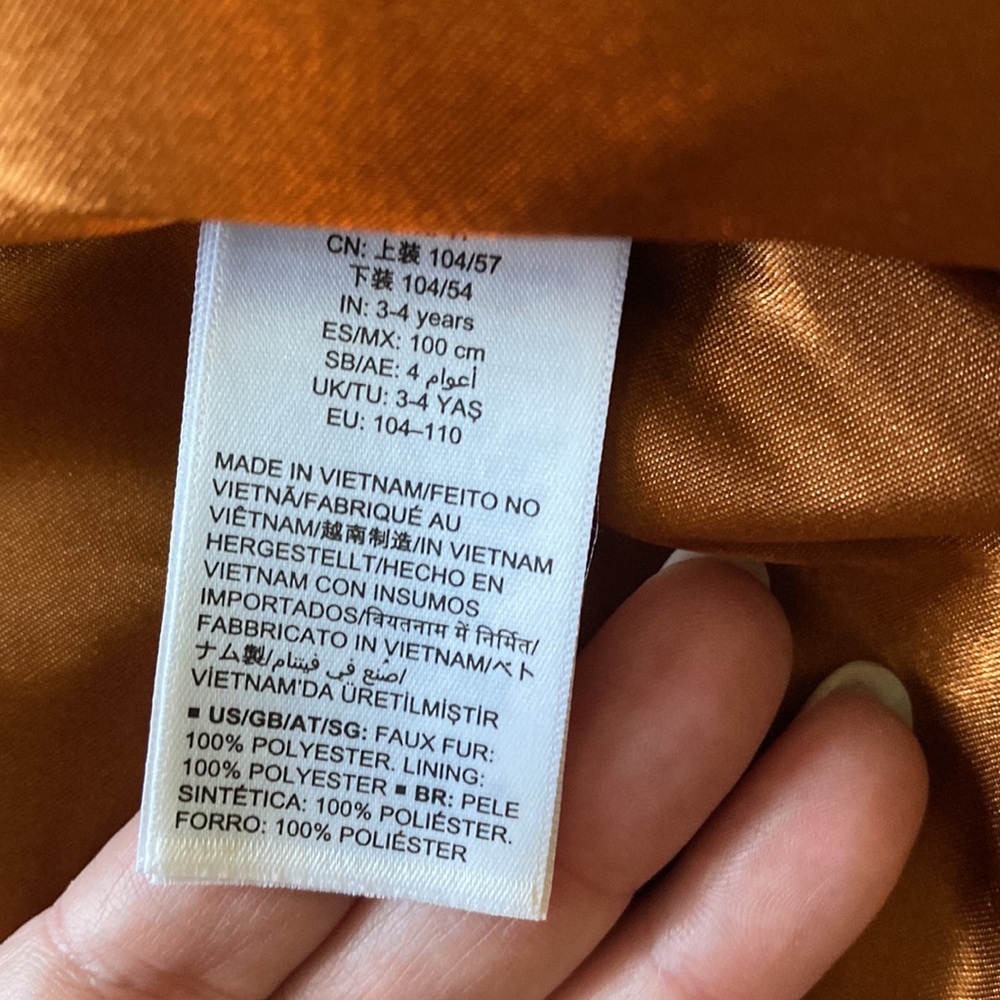 CN: 上装 104/57
下装 104/54
IN: 3-4 years
ES/MX: 100 cm
SB/AE: 4 أعوام
UK/TU: 3-4 YAŞ
EU: 104–110
MADE IN VIETNAM/FEITO NO
VIETNÃ/FABRIQUÉ AU
VIÊTNAM/越南制造/IN VIETNAM
HERGESTELLT/HECHO EN
VIETNAM CON INSUMOS
IMPORTADOS/वियतनाम में निर्मित/
FABBRICATO IN VIETNAM/ベト
ナム製/صُنع في فيتنام/
VİETNAM'DA ÜRETİLMİŞTİR
■ US/GB/AT/SG: FAUX FUR:
100% POLYESTER. LINING:
100% POLYESTER ■ BR: PELE
SINTÉTICA: 100% POLIÉSTER.
FORRO: 100% POLIÉSTER